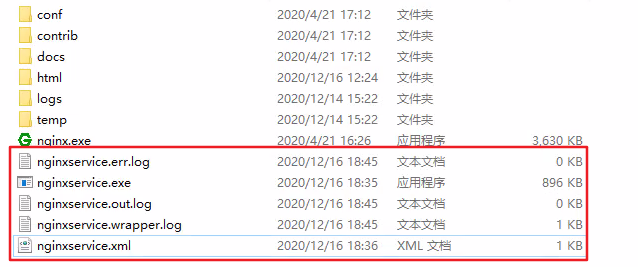 conf 2020/4/21 17:12 文件夹
contrib 2020/4/21 17:12 文件夹
docs 2020/4/21 17:12 文件夹
html 2020/12/16 12:24 文件夹
logs 2020/12/14 15:22 文件夹
temp 2020/12/14 15:22 文件夹
nginx.exe 2020/4/21 16:26 应用程序 3,630 KB
nginxservice.err.log 2020/12/16 18:45 文本文档 0 KB
nginxservice.exe 2020/12/16 18:35 应用程序 896 KB
nginxservice.out.log 2020/12/16 18:45 文本文档 0 KB
nginxservice.wrapper.log 2020/12/16 18:45 文本文档 1 KB
nginxservice.xml 2020/12/16 18:36 XML 文档 1 KB